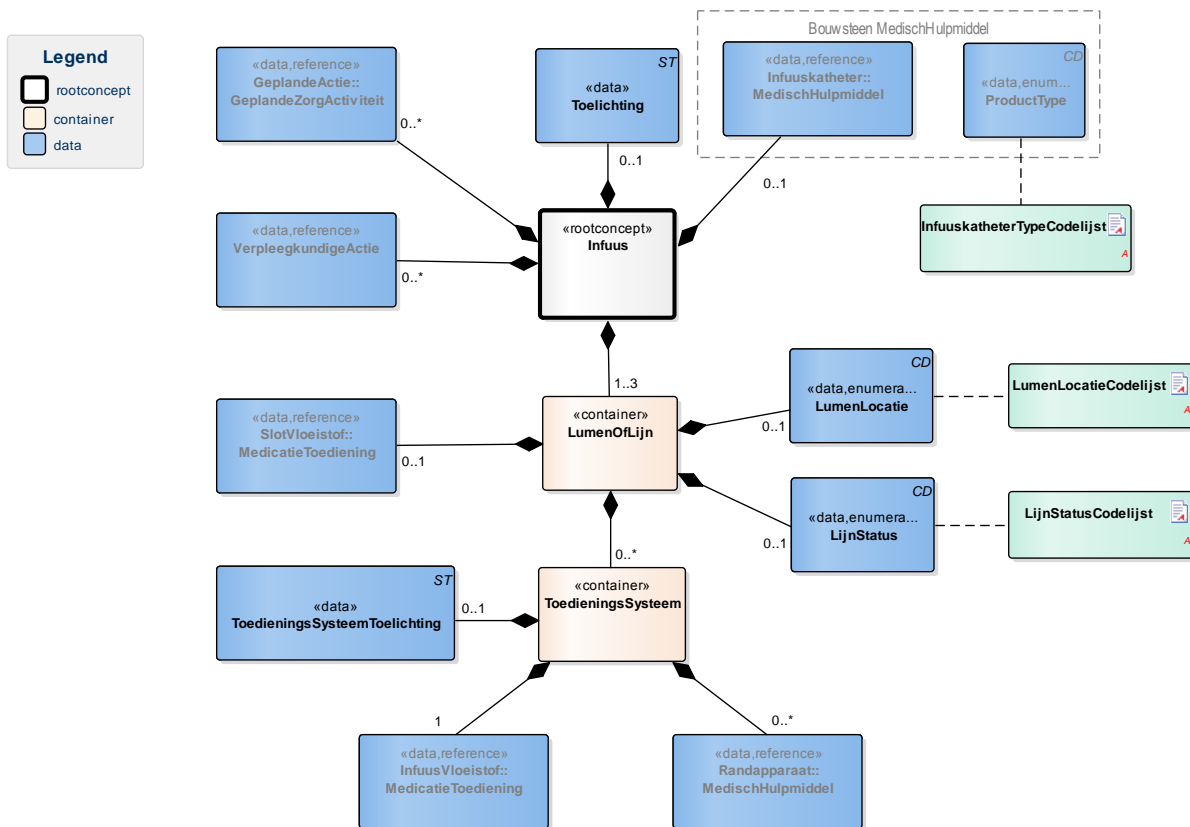 Legend
rootconcept
container
data
«data,reference»
GeplandeActie::
GeplandeZorgActiviteit
0..*
ST
«data»
Toelichting
0..1
Bouwsteen MedischHulpmiddel
«data,reference»
Infuuskatheter::
MedischHulpmiddel
0..1
CD
«data,enum...
ProductType
InfuuskatheterTypeCodelijst
A
«data,reference»
VerpleegkundigeActie
0..*
«rootconcept»
Infuus
1..3
«data,reference»
SlotVloeistof::
MedicatieToediening
0..1
«container»
LumenOfLijn
0..*
CD
«data,enumera...
LumenLocatie
0..1
LumenLocatieCodelijst
A
CD
«data,enumera...
LijnStatus
0..1
LijnStatusCodelijst
A
ST
«data»
ToedieningsSysteemToelichting
0..1
«container»
ToedieningsSysteem
1
0..*
«data,reference»
InfuusVloeistof::
MedicatieToediening
«data,reference»
Randapparaat::
MedischHulpmiddel